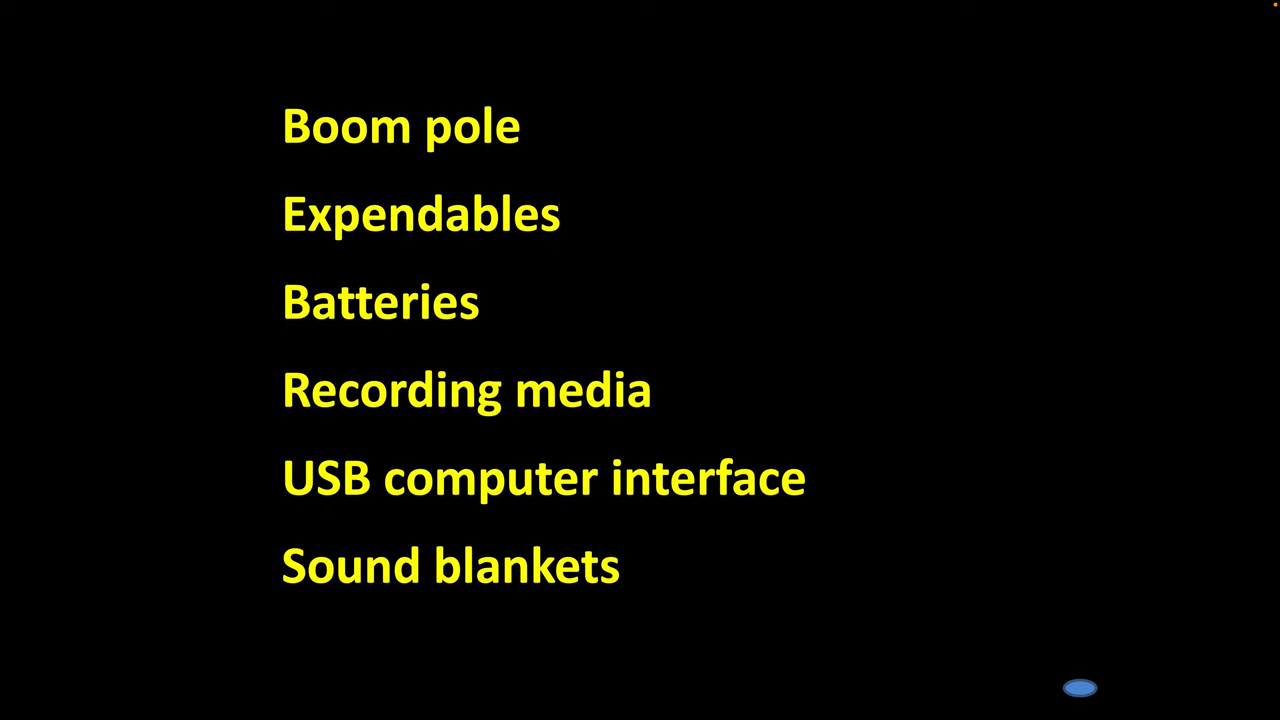 Boom pole
Expendables
Batteries
Recording media
USB computer interface
Sound blankets